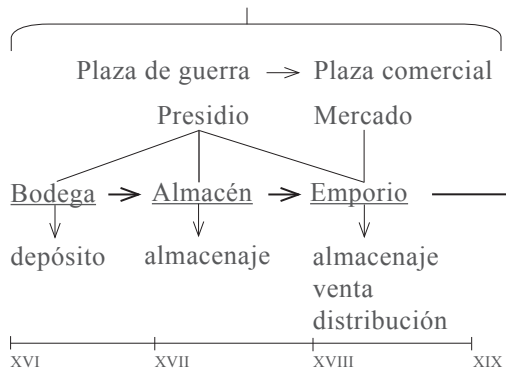 Plaza de guerra Plaza comercial
Presidio Mercado
Bodega Almacén Emporio
depósito almacenaje almacenaje
venta
distribución
XVI XVII XVIII XIX